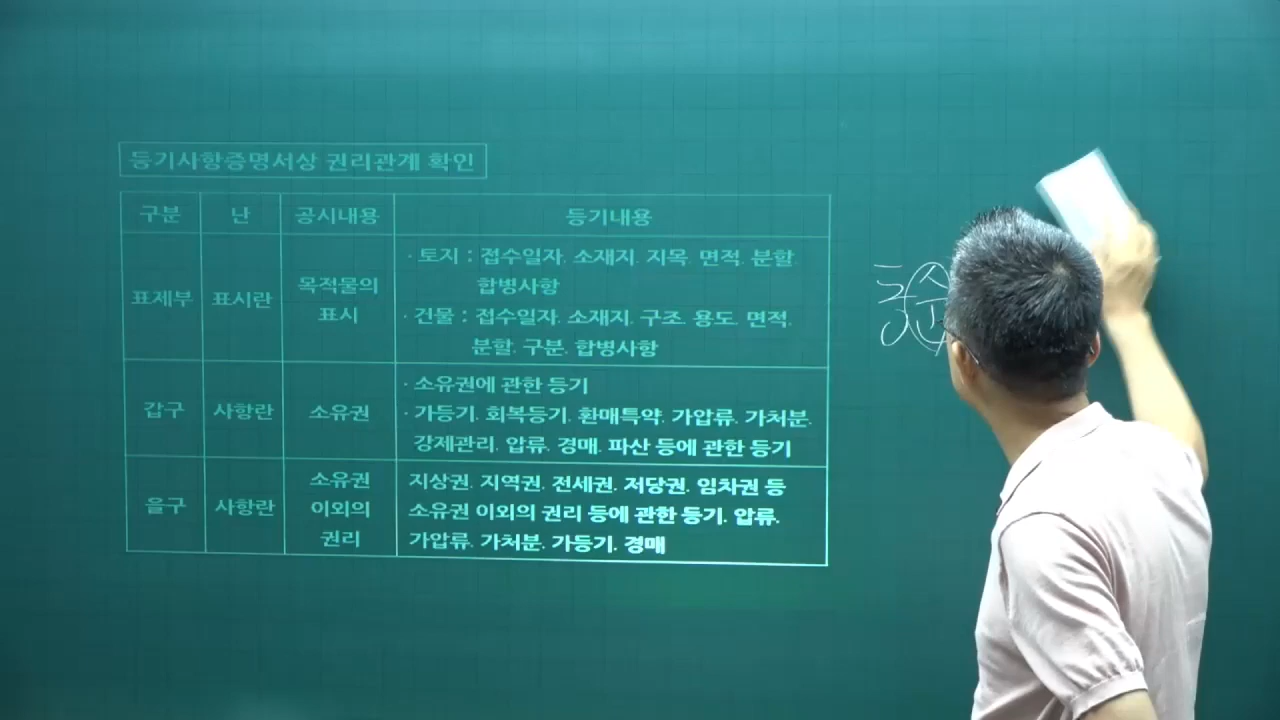 등기사항증명서상 권리관계 확인
구분 난 공시내용 등기내용
표제부 표시란 목적물의 표시
· 토지 : 접수일자. 소재지. 지목. 면적. 분할
합병사항
· 건물 : 접수일자. 소재지. 구조. 용도. 면적.
분할. 구분. 합병사항
갑구 사항란 소유권
· 소유권에 관한 등기
· 가등기. 회복등기. 환매특약. 가압류. 가처분.
강제관리. 압류. 경매. 파산 등에 관한 등기
을구 사항란 소유권 이외의 권리
지상권. 지역권. 전세권. 저당권. 임차권 등
소유권 이외의 권리 등에 관한 등기. 압류.
가압류. 가처분. 가등기. 경매